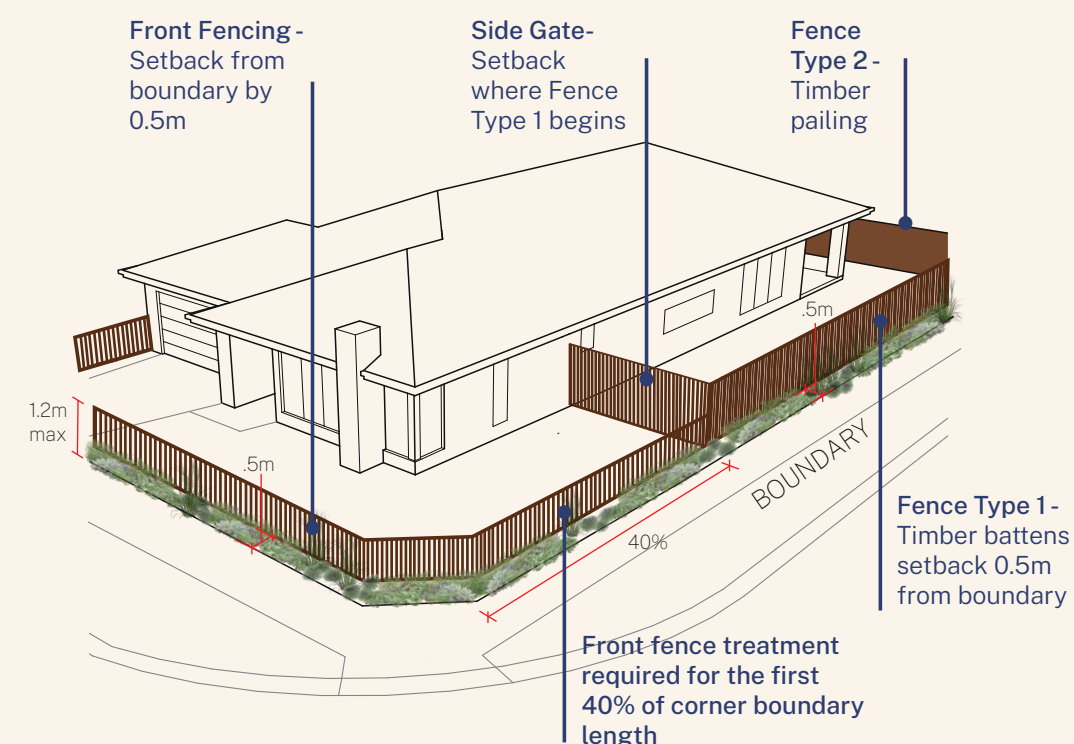 Front Fencing -
Setback from
boundary by
0.5m
Side Gate-
Setback
where Fence
Type 1 begins
Fence
Type 2 -
Timber
pailing
.5m
1.2m
max
.5m
40%
BOUNDARY
Fence Type 1 -
Timber battens
setback 0.5m
from boundary
Front fence treatment
required for the first
40% of corner boundary
length